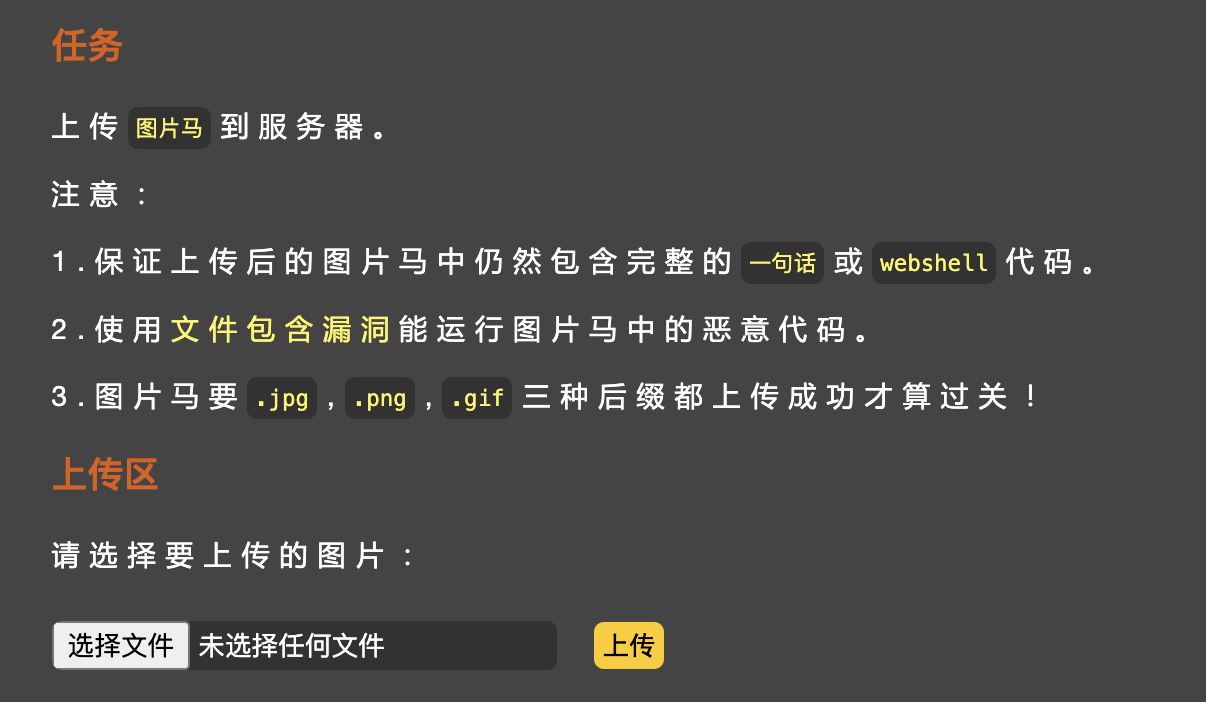 任务
上传 图片马 到服务器。
注意：
1.保证上传后的图片马中仍然包含完整的 一句话 或 webshell 代码。
2.使用文件包含漏洞能运行图片马中的恶意代码。
3.图片马要 .jpg , .png , .gif 三种后缀都上传成功才算过关！
上传区
请选择要上传的图片：
选择文件 未选择任何文件 上传